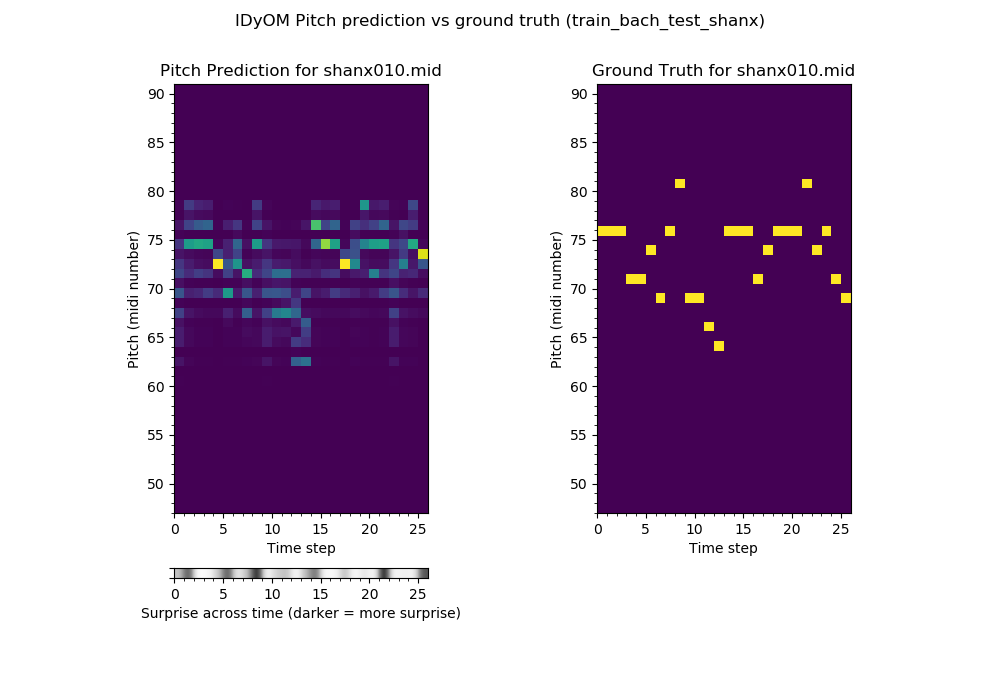 IDyOM Pitch prediction vs ground truth (train_bach_test_shanx)
Pitch Prediction for shanx010.mid
90
85
80
75
70
65
60
55
50
Pitch (midi number)
0 5 10 15 20 25
Time step
0 5 10 15 20 25
Surprise across time (darker = more surprise)
Ground Truth for shanx010.mid
90
85
80
75
70
65
60
55
50
Pitch (midi number)
0 5 10 15 20 25
Time step